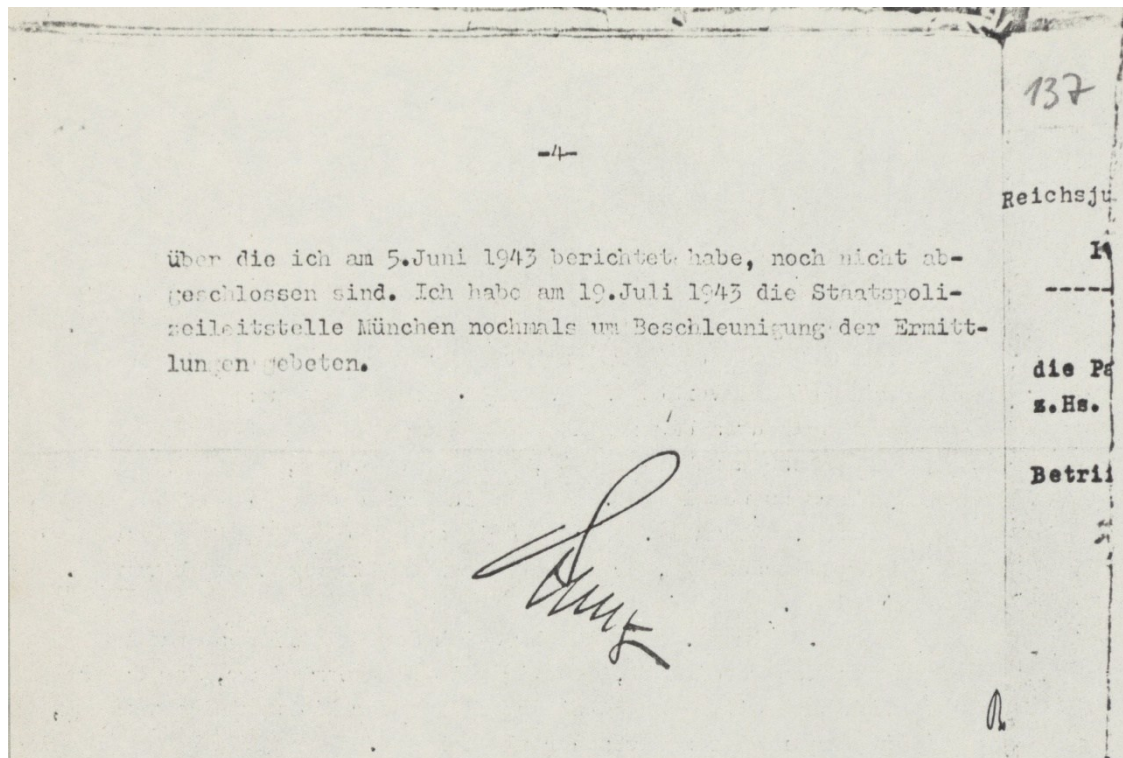 137
-4-
über die ich am 5.Juni 1943 berichtet habe, noch nicht ab-
geschlossen sind. Ich habe am 19.Juli 1943 die Staatspoli-
zeileitstelle München nochmals um Beschleunigung der Ermitt-
lungen gebeten.
Reichsju
die Pa
z.Hs.